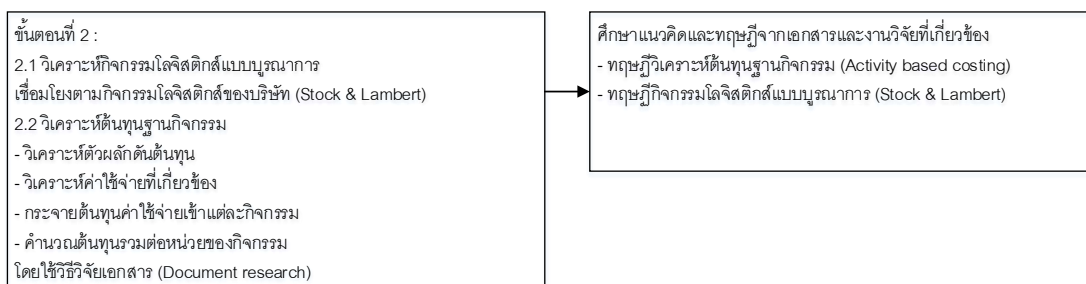 ขั้นตอนที่ 2 :
2.1 วิเคราะห์กิจกรรมโลจิสติกส์แบบบูรณาการ
เชื่อมโยงตามกิจกรรมโลจิสติกส์ของบริษัท (Stock & Lambert)
2.2 วิเคราะห์ต้นทุนฐานกิจกรรม
- วิเคราะห์ตัวผลักดันต้นทุน
- วิเคราะห์ค่าใช้จ่ายที่เกี่ยวข้อง
- กระจายต้นทุนค่าใช้จ่ายเข้าแต่ละกิจกรรม
- คำนวณต้นทุนรวมต่อหน่วยของกิจกรรม
โดยใช้วิธีวิจัยเอกสาร (Document research)
ศึกษาแนวคิดและทฤษฎีจากเอกสารและงานวิจัยที่เกี่ยวข้อง
- ทฤษฎีวิเคราะห์ต้นทุนฐานกิจกรรม (Activity based costing)
- ทฤษฎีกิจกรรมโลจิสติกส์แบบบูรณาการ (Stock & Lambert)